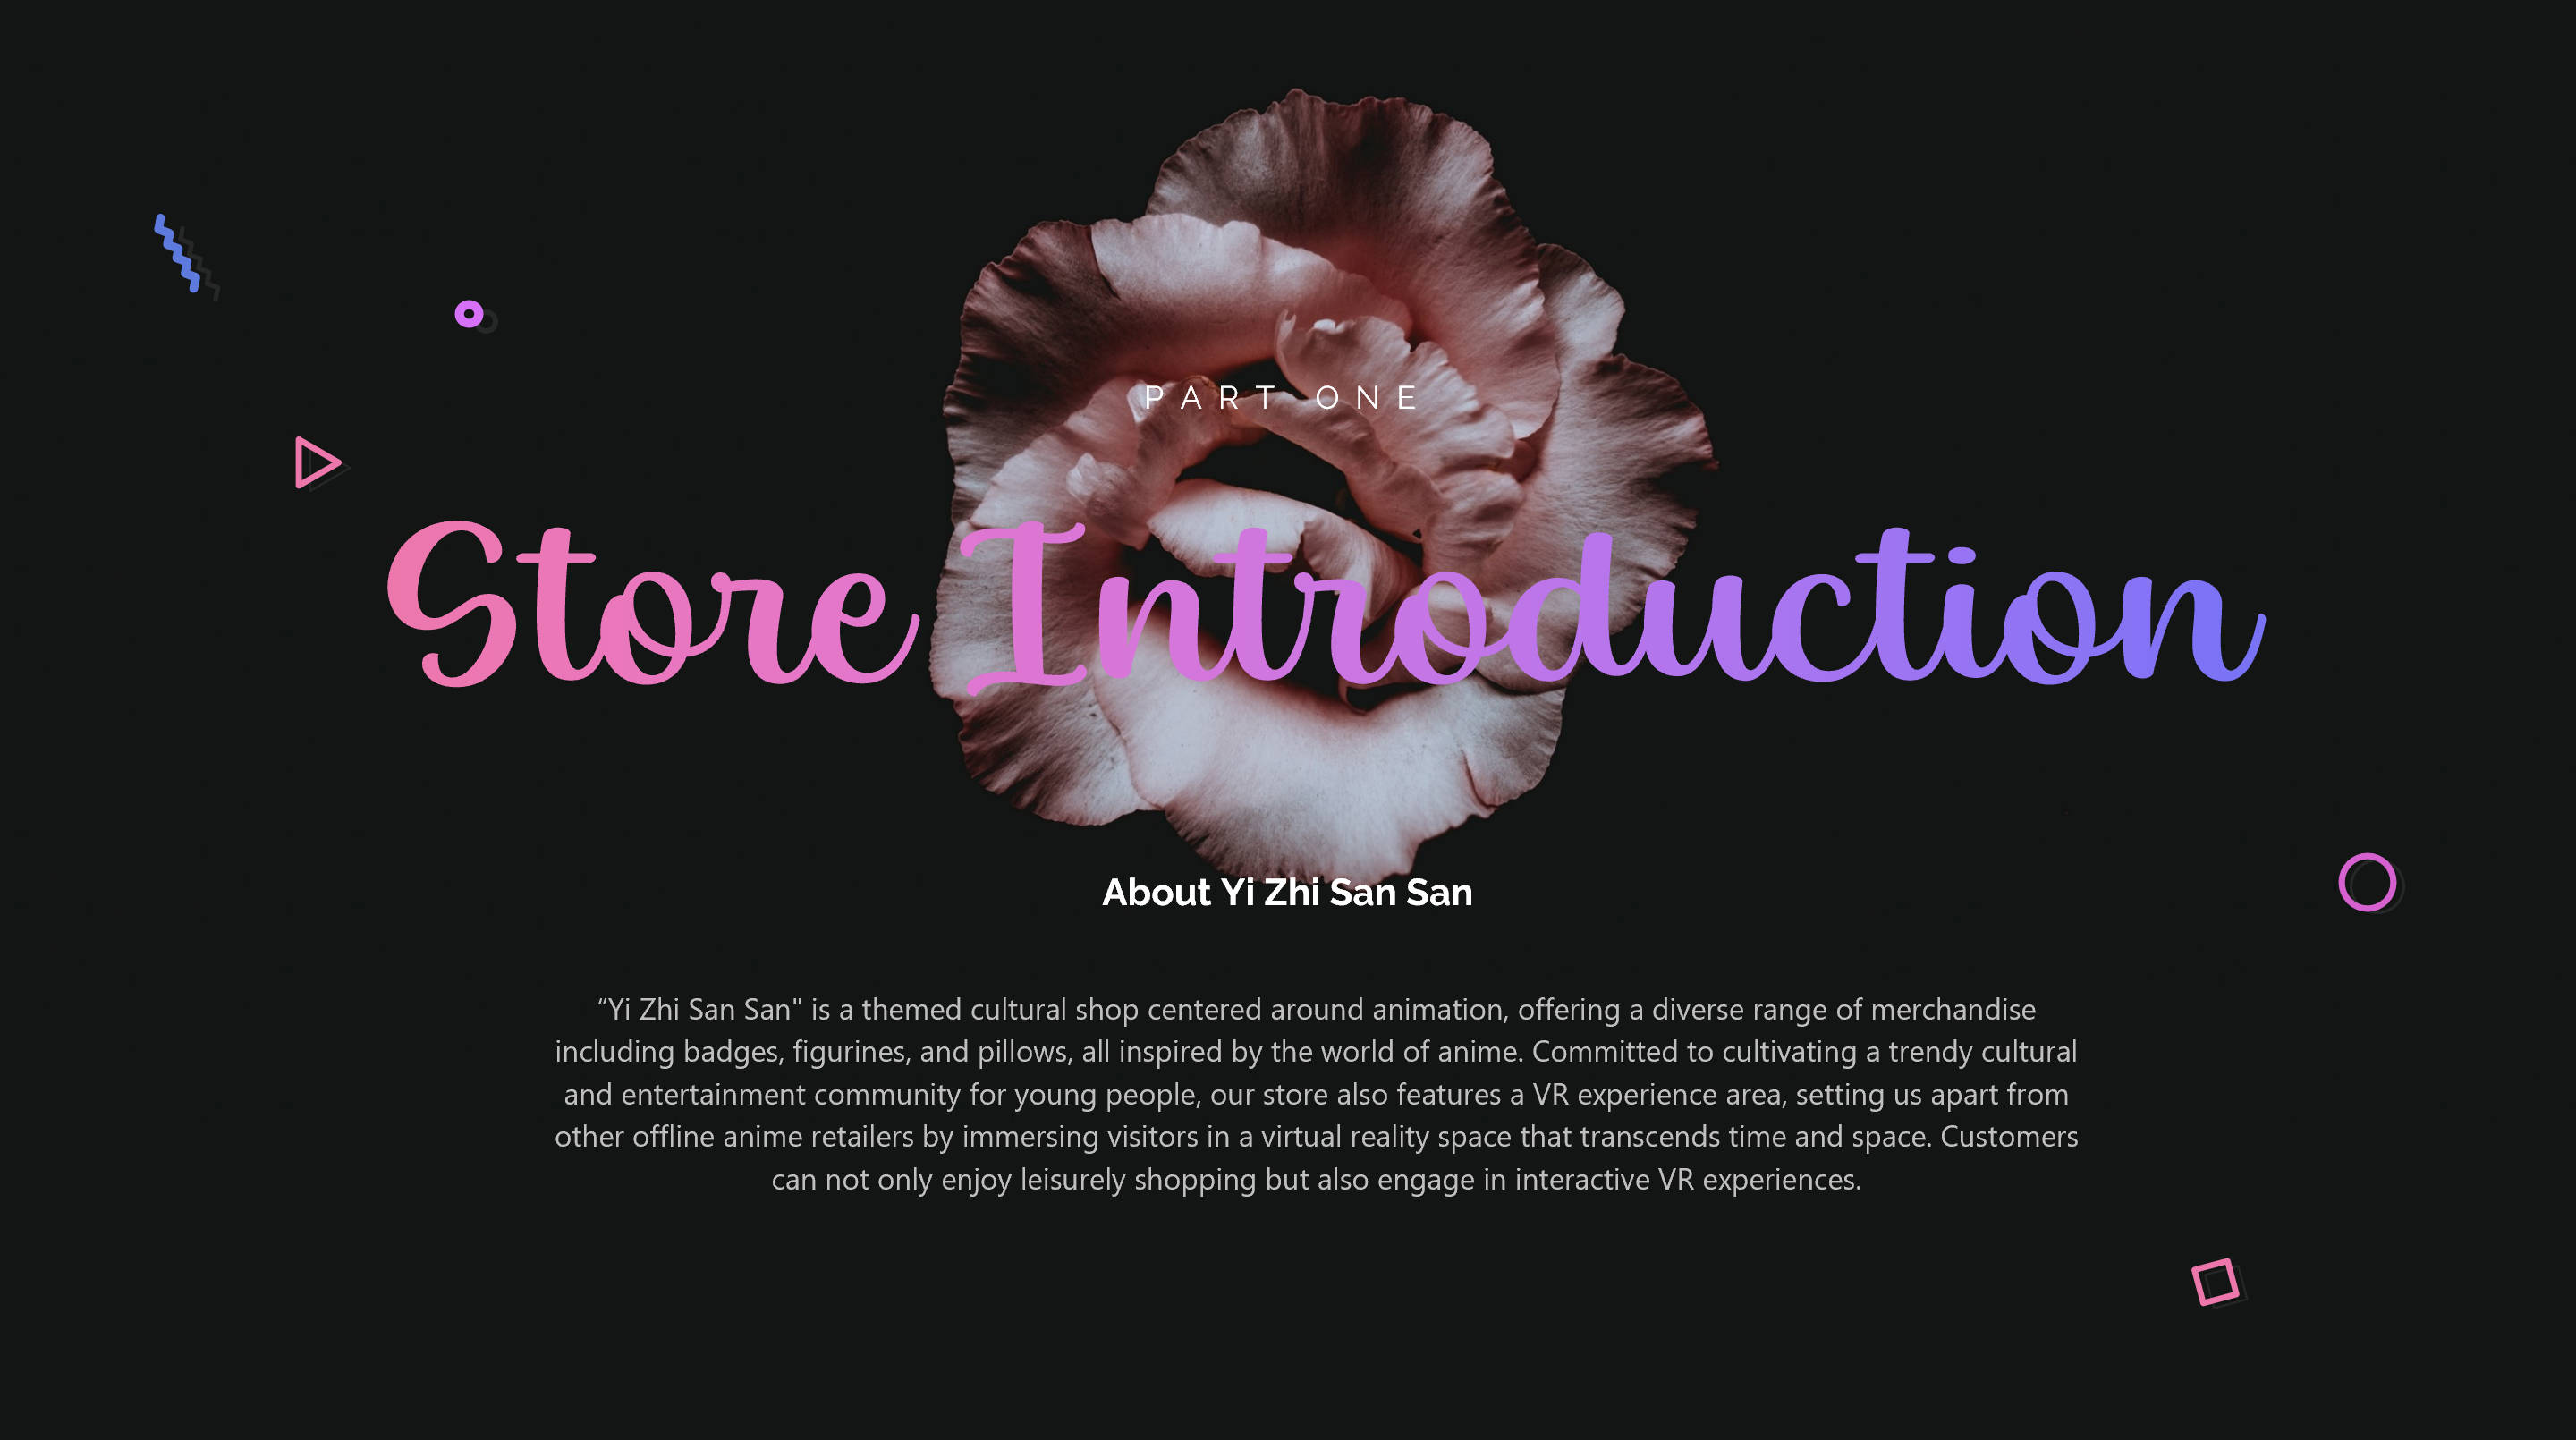 PART ONE
Store Introduction
About Yi Zhi San San
“Yi Zhi San San" is a themed cultural shop centered around animation, offering a diverse range of merchandise
including badges, figurines, and pillows, all inspired by the world of anime. Committed to cultivating a trendy cultural
and entertainment community for young people, our store also features a VR experience area, setting us apart from
other offline anime retailers by immersing visitors in a virtual reality space that transcends time and space. Customers
can not only enjoy leisurely shopping but also engage in interactive VR experiences.